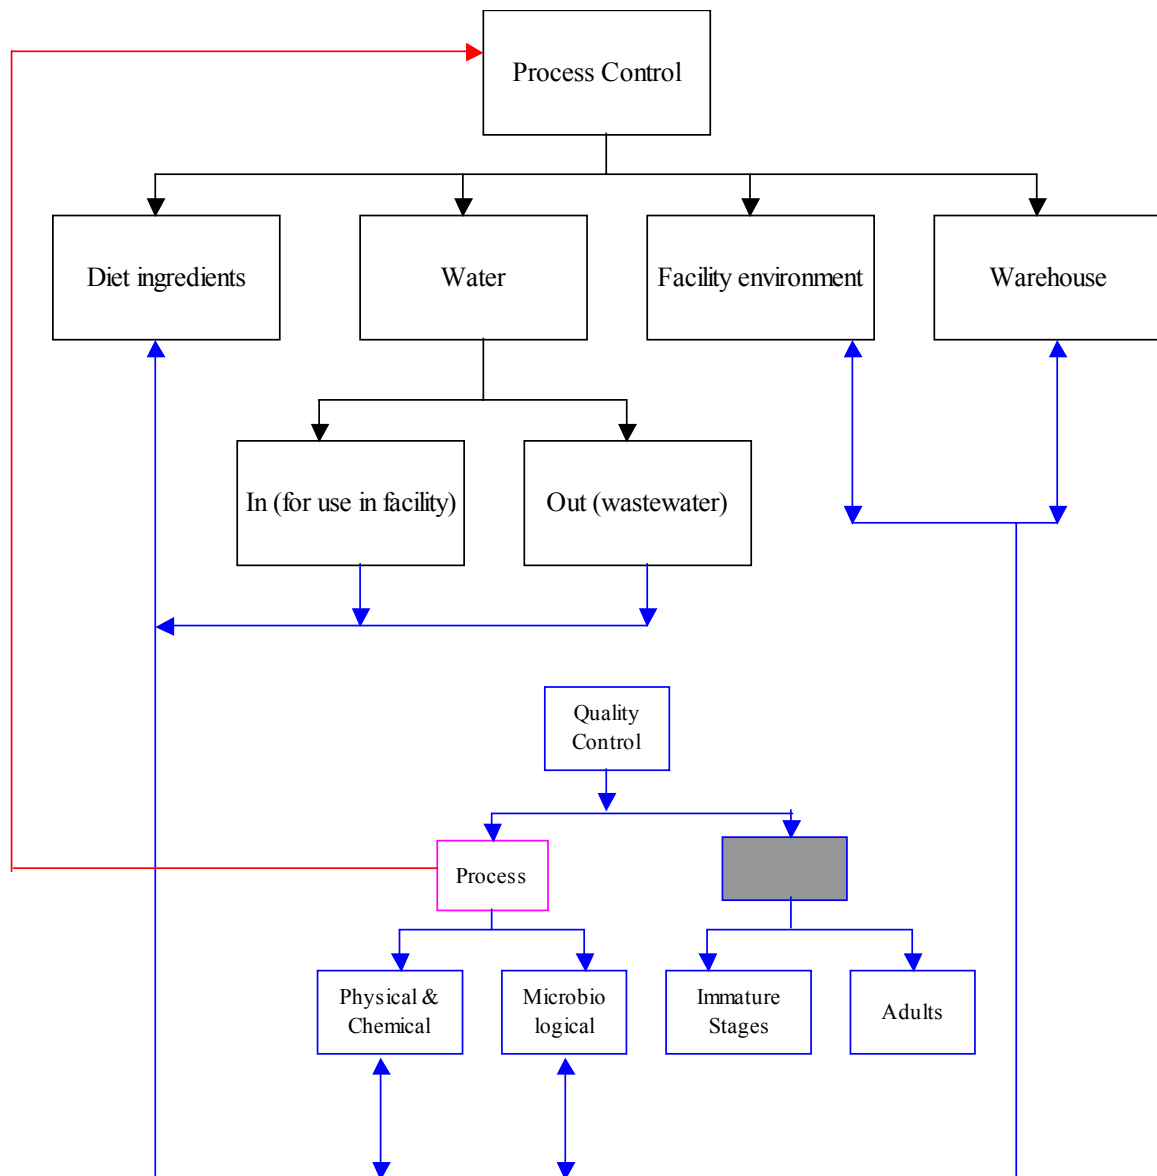 Process Control
Diet ingredients
Water
Facility environment
Warehouse
In (for use in facility)
Out (wastewater)
Quality
Control
Process
Physical &
Chemical
Microbio
logical
Immature
Stages
Adults